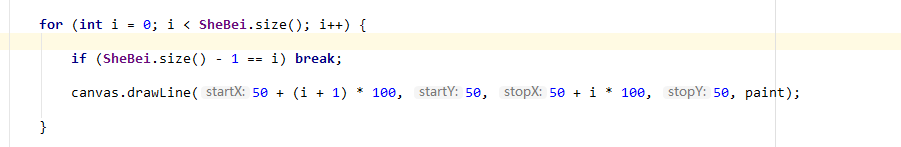 for (int i = 0; i < SheBei.size(); i++) {
if (SheBei.size() - 1 == i) break;
canvas.drawLine( startX: 50 + (i + 1) * 100, startY: 50, stopX: 50 + i * 100, stopY: 50, paint);
}